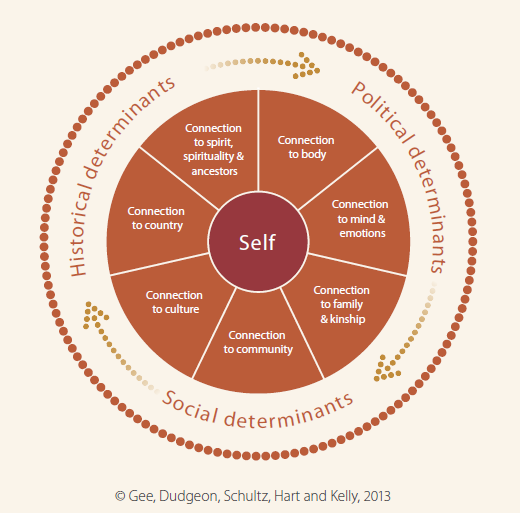 Historical determinants
Political determinants
Social determinants
Connection
to spirit,
spirituality &
ancestors
Connection
to body
Connection
to mind &
emotions
Connection
to family
& kinship
Connection
to community
Connection
to culture
Connection
to country
Self
© Gee, Dudgeon, Schultz, Hart and Kelly, 2013